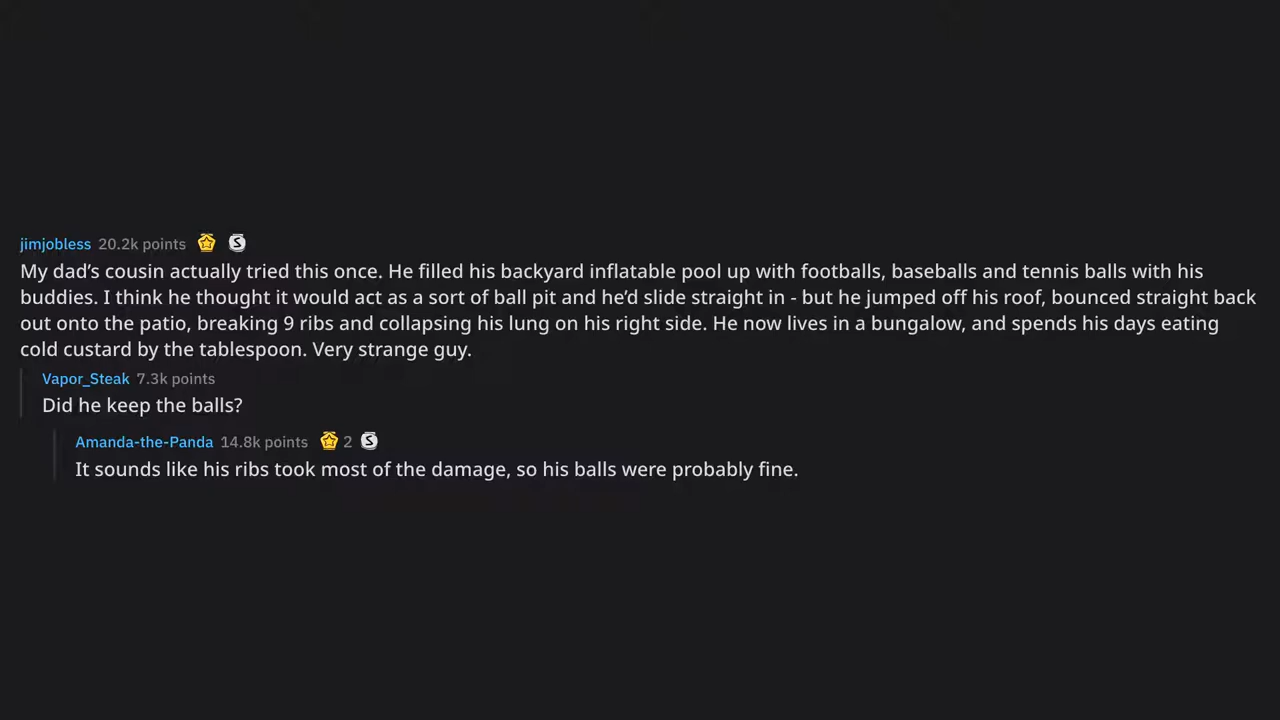 jimjobless 20.2k points
My dad’s cousin actually tried this once. He filled his backyard inflatable pool up with footballs, baseballs and tennis balls with his
buddies. I think he thought it would act as a sort of ball pit and he’d slide straight in - but he jumped off his roof, bounced straight back
out onto the patio, breaking 9 ribs and collapsing his lung on his right side. He now lives in a bungalow, and spends his days eating
cold custard by the tablespoon. Very strange guy.
Vapor_Steak 7.3k points
Did he keep the balls?
Amanda-the-Panda 14.8k points 2
It sounds like his ribs took most of the damage, so his balls were probably fine.